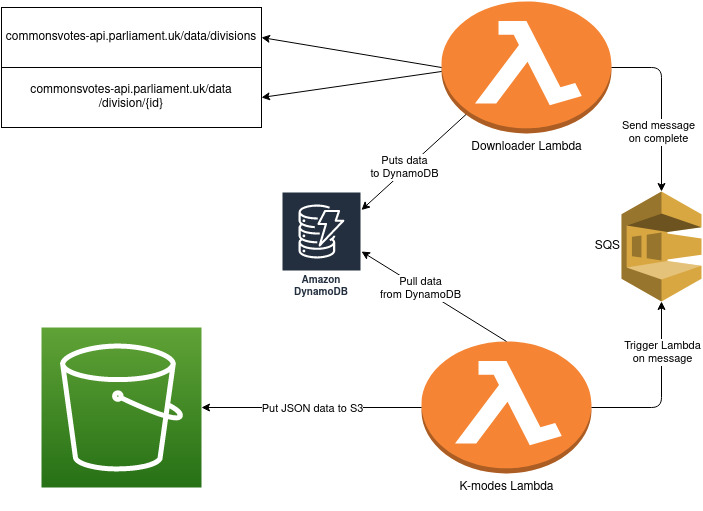 commonsvotes-api.parliament.uk/data/divisions
commonsvotes-api.parliament.uk/data
/division/{id}
Downloader Lambda
Send message
on complete
Puts data
to DynamoDB
SQS
Amazon
DynamoDB
Pull data
from DynamoDB
Trigger Lambda
on message
Put JSON data to S3
K-modes Lambda